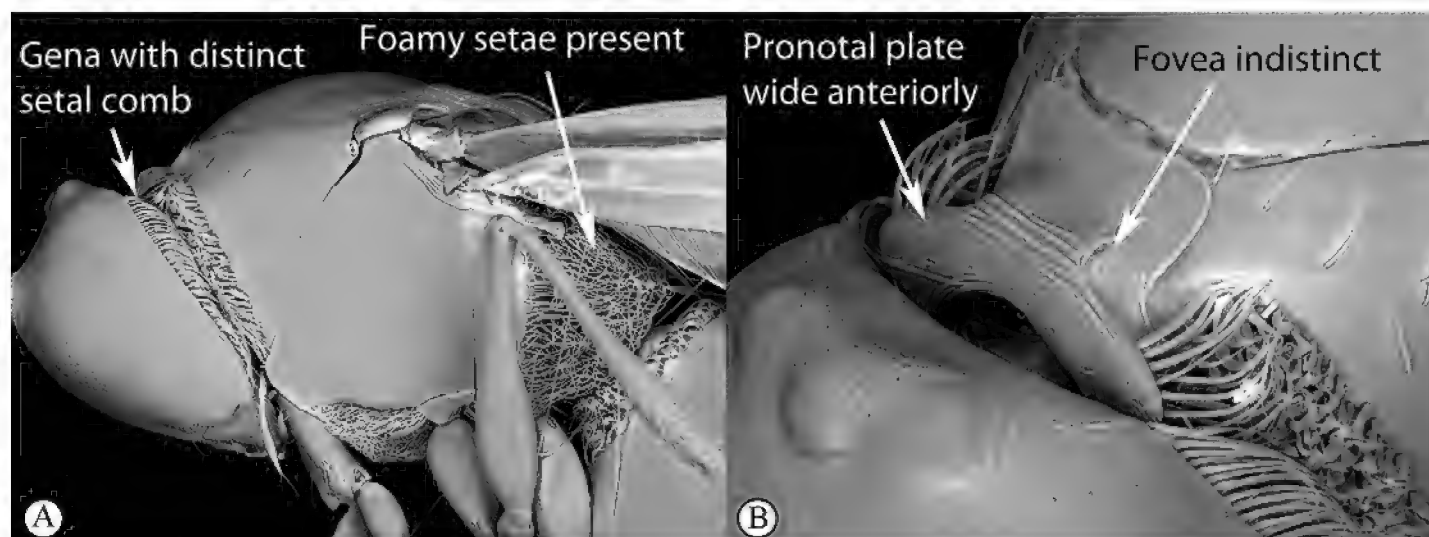 Gena with distinct
setal comb
Foamy setae present
A
Pronotal plate
wide anteriorly
Fovea indistinct
B